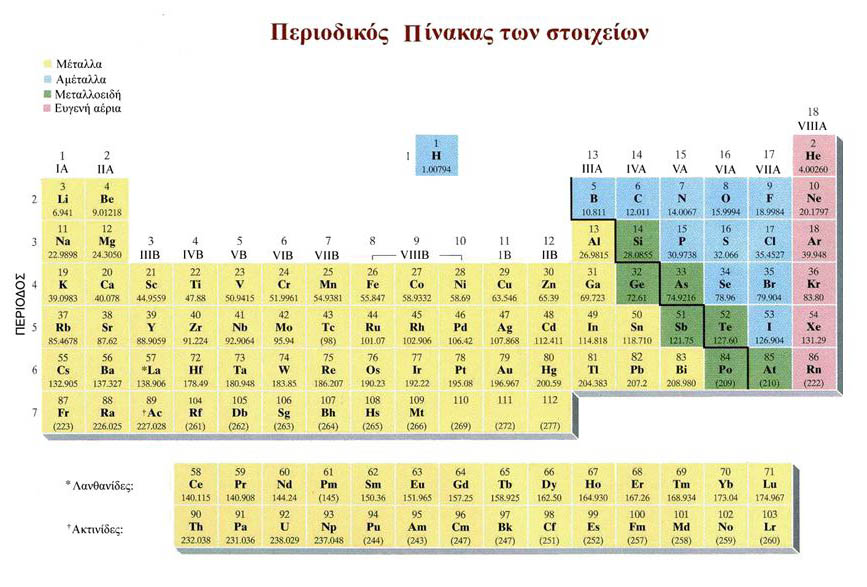 Περιοδικός Πίνακας των στοιχείων
Μέταλλα
Αμέταλλα
Μεταλλοειδή
Ευγενή αέρια
18
VIIIA
1 2 1 13 14 15 16 17 2
IA IIA 1 H IIIA IVA VA VIA VIIA He
1.00794 4.00260
3 4 5 6 7 8 9 10
2 Li Be B C N O F Ne
6.941 9.01218 10.811 12.011 14.0067 15.9994 18.9984 20.1797
11 12 13 14 15 16 17 18
3 Na Mg 3 4 5 6 7 8 9 10 11 12 Al Si P S Cl Ar
22.9898 24.3050 IIIB IVB VB VIB VIIB VIIIB 1B IIB 26.9815 28.0855 30.9738 32.066 35.4527 39.948
19 20 21 22 23 24 25 26 27 28 29 30 31 32 33 34 35 36
4 K Ca Sc Ti V Cr Mn Fe Co Ni Cu Zn Ga Ge As Se Br Kr
39.0983 40.078 44.9559 47.88 50.9415 51.9961 54.9381 55.847 58.9332 58.69 63.546 65.39 69.723 72.61 74.9216 78.96 79.904 83.80
ΠΕΡΙΟΔΟΣ
37 38 39 40 41 42 43 44 45 46 47 48 49 50 51 52 53 54
5 Rb Sr Y Zr Nb Mo Tc Ru Rh Pd Ag Cd In Sn Sb Te I Xe
85.4678 87.62 88.9059 91.224 92.9064 95.94 (98) 101.07 102.906 106.42 107.868 112.411 114.818 118.710 121.75 127.60 126.904 131.29
55 56 57 72 73 74 75 76 77 78 79 80 81 82 83 84 85 86
6 Cs Ba *La Hf Ta W Re Os Ir Pt Au Hg Tl Pb Bi Po At Rn
132.905 137.327 138.906 178.49 180.948 183.85 186.207 190.23 192.22 195.08 196.967 200.59 204.383 207.2 208.980 (209) (210) (222)
87 88 89 104 105 106 107 108 109 110 111 112
7 Fr Ra †Ac Rf Db Sg Bh Hs Mt
(223) 226.025 227.028 (261) (262) (263) (264) (265) (266) (269) (272) (277)
58 59 60 61 62 63 64 65 66 67 68 69 70 71
*Λανθανίδες: Ce Pr Nd Pm Sm Eu Gd Tb Dy Ho Er Tm Yb Lu
140.115 140.908 144.24 (145) 150.36 151.965 157.25 158.925 162.50 164.930 167.26 168.934 173.04 174.967
90 91 92 93 94 95 96 97 98 99 100 101 102 103
†Ακτινίδες: Th Pa U Np Pu Am Cm Bk Cf Es Fm Md No Lr
232.038 231.036 238.029 237.048 (244) (243) (247) (247) (251) (252) (257) (258) (259) (260)